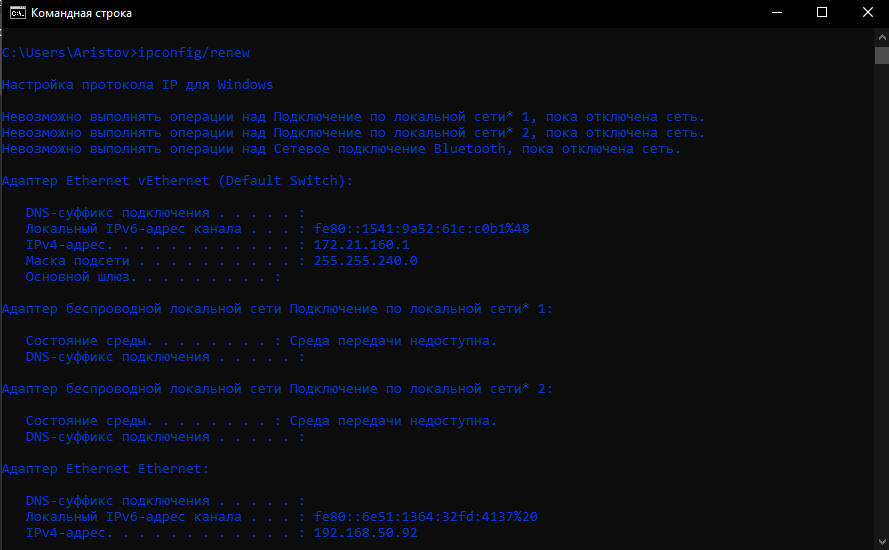 Командная строка
C:\Users\Aristov>ipconfig/renew
Настройка протокола IP для Windows
Невозможно выполнять операции над Подключение по локальной сети* 1, пока отключена сеть.
Невозможно выполнять операции над Подключение по локальной сети* 2, пока отключена сеть.
Невозможно выполнять операции над Сетевое подключение Bluetooth, пока отключена сеть.
Адаптер Ethernet vEthernet (Default Switch):
DNS-суффикс подключения . . . . . :
Локальный IPv6-адрес канала . . . : fe80::1541:9a52:61c:c0b1%48
IPv4-адрес. . . . . . . . . . . . : 172.21.160.1
Маска подсети . . . . . . . . . . : 255.255.240.0
Основной шлюз. . . . . . . . . :
Адаптер беспроводной локальной сети Подключение по локальной сети* 1:
Состояние среды. . . . . . . . : Среда передачи недоступна.
DNS-суффикс подключения . . . . . :
Адаптер беспроводной локальной сети Подключение по локальной сети* 2:
Состояние среды. . . . . . . . : Среда передачи недоступна.
DNS-суффикс подключения . . . . . :
Адаптер Ethernet Ethernet:
DNS-суффикс подключения . . . . . :
Локальный IPv6-адрес канала . . . : fe80::6e51:1364:32fd:4137%20
IPv4-адрес. . . . . . . . . . . . : 192.168.50.92